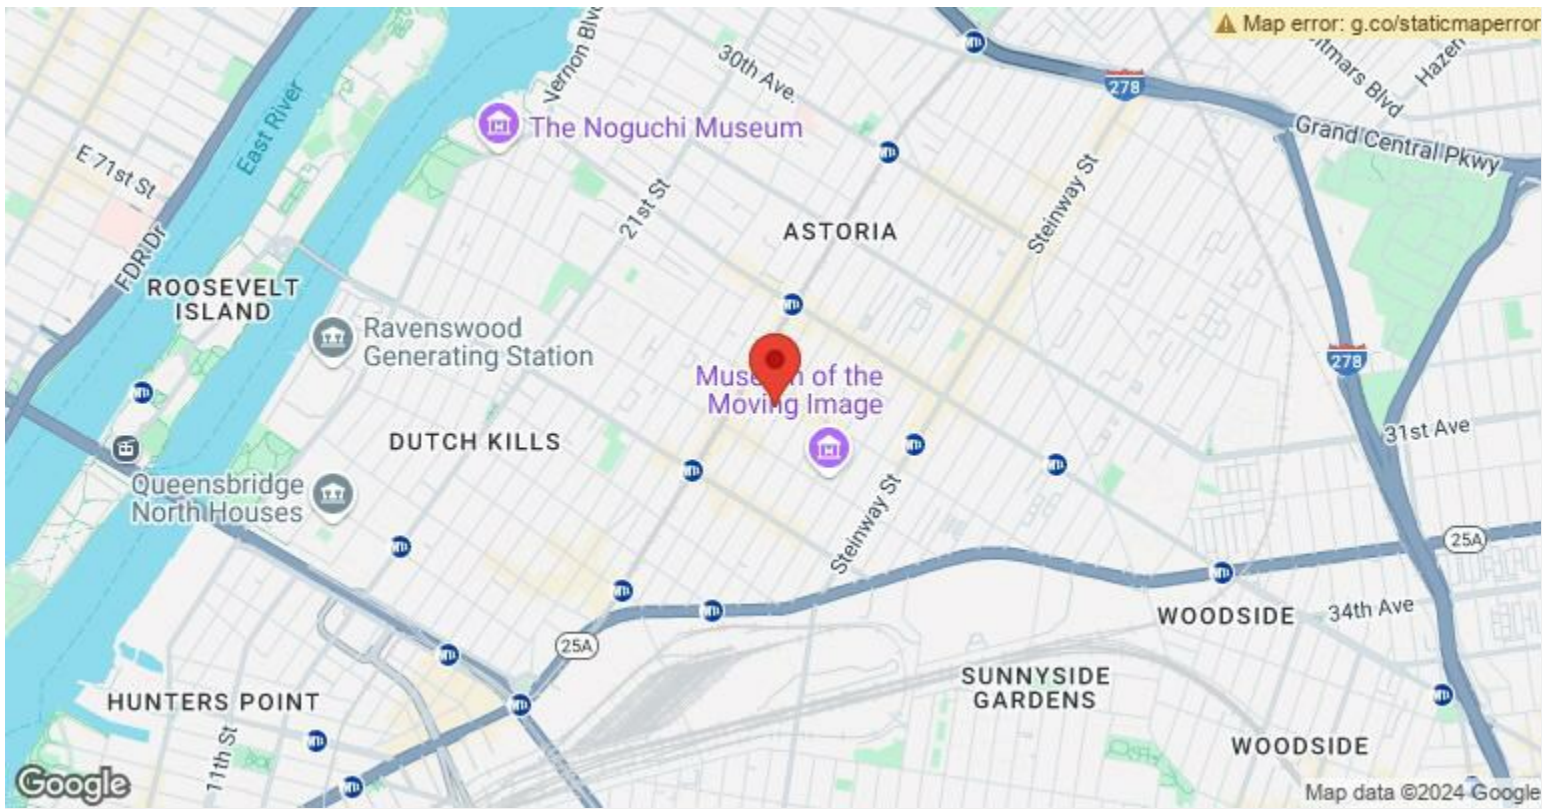 Map error: g.co/staticmaperror
30th Ave.
Vernon Blv
itmars Blvd
Hazen
278
The Noguchi Museum
Grand Central Pkwy
East River
E 71st St
21st St
Steinway St
ASTORIA
FDR Dr
ROOSEVELT
ISLAND
Ravenswood
Generating Station
278
Museum of the
Moving Image
31st Ave
DUTCH KILLS
Queensbridge
North Houses
Steinway St
25A
34th Ave
WOODSIDE
25A
SUNNYSIDE
GARDENS
HUNTERS POINT
11th St
WOODSIDE
Google
Map data ©2024 Google